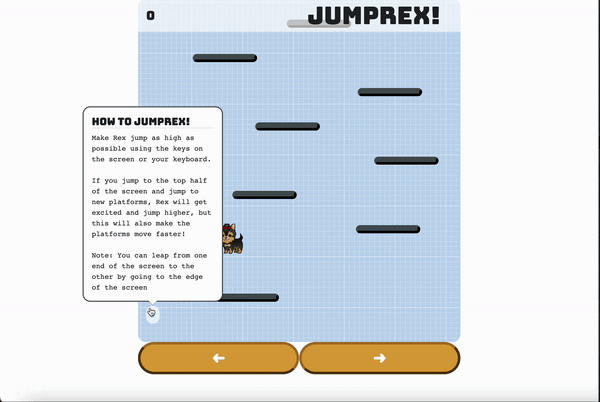 0
JUMPREX!
HOW TO JUMPREX!
Make Rex jump as high as
possible using the keys on
the screen or your keyboard.
If you jump to the top half
of the screen and jump to
new platforms, Rex will get
excited and jump higher, but
this will also make the
platforms move faster!
Note: You can leap from one
end of the screen to the
other by going to the edge
of the screen